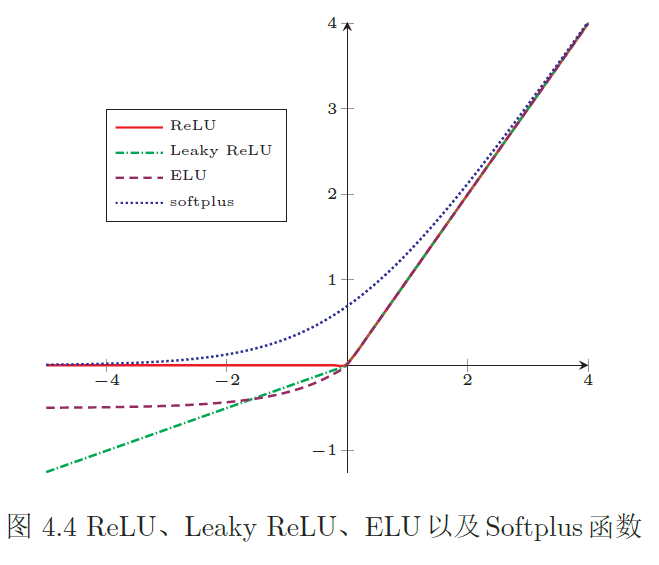 4
3
ReLU
Leaky ReLU
ELU
softplus
2
1
−4
−2
2
4
−1
图 4.4 ReLU、Leaky ReLU、ELU 以及 Softplus 函数